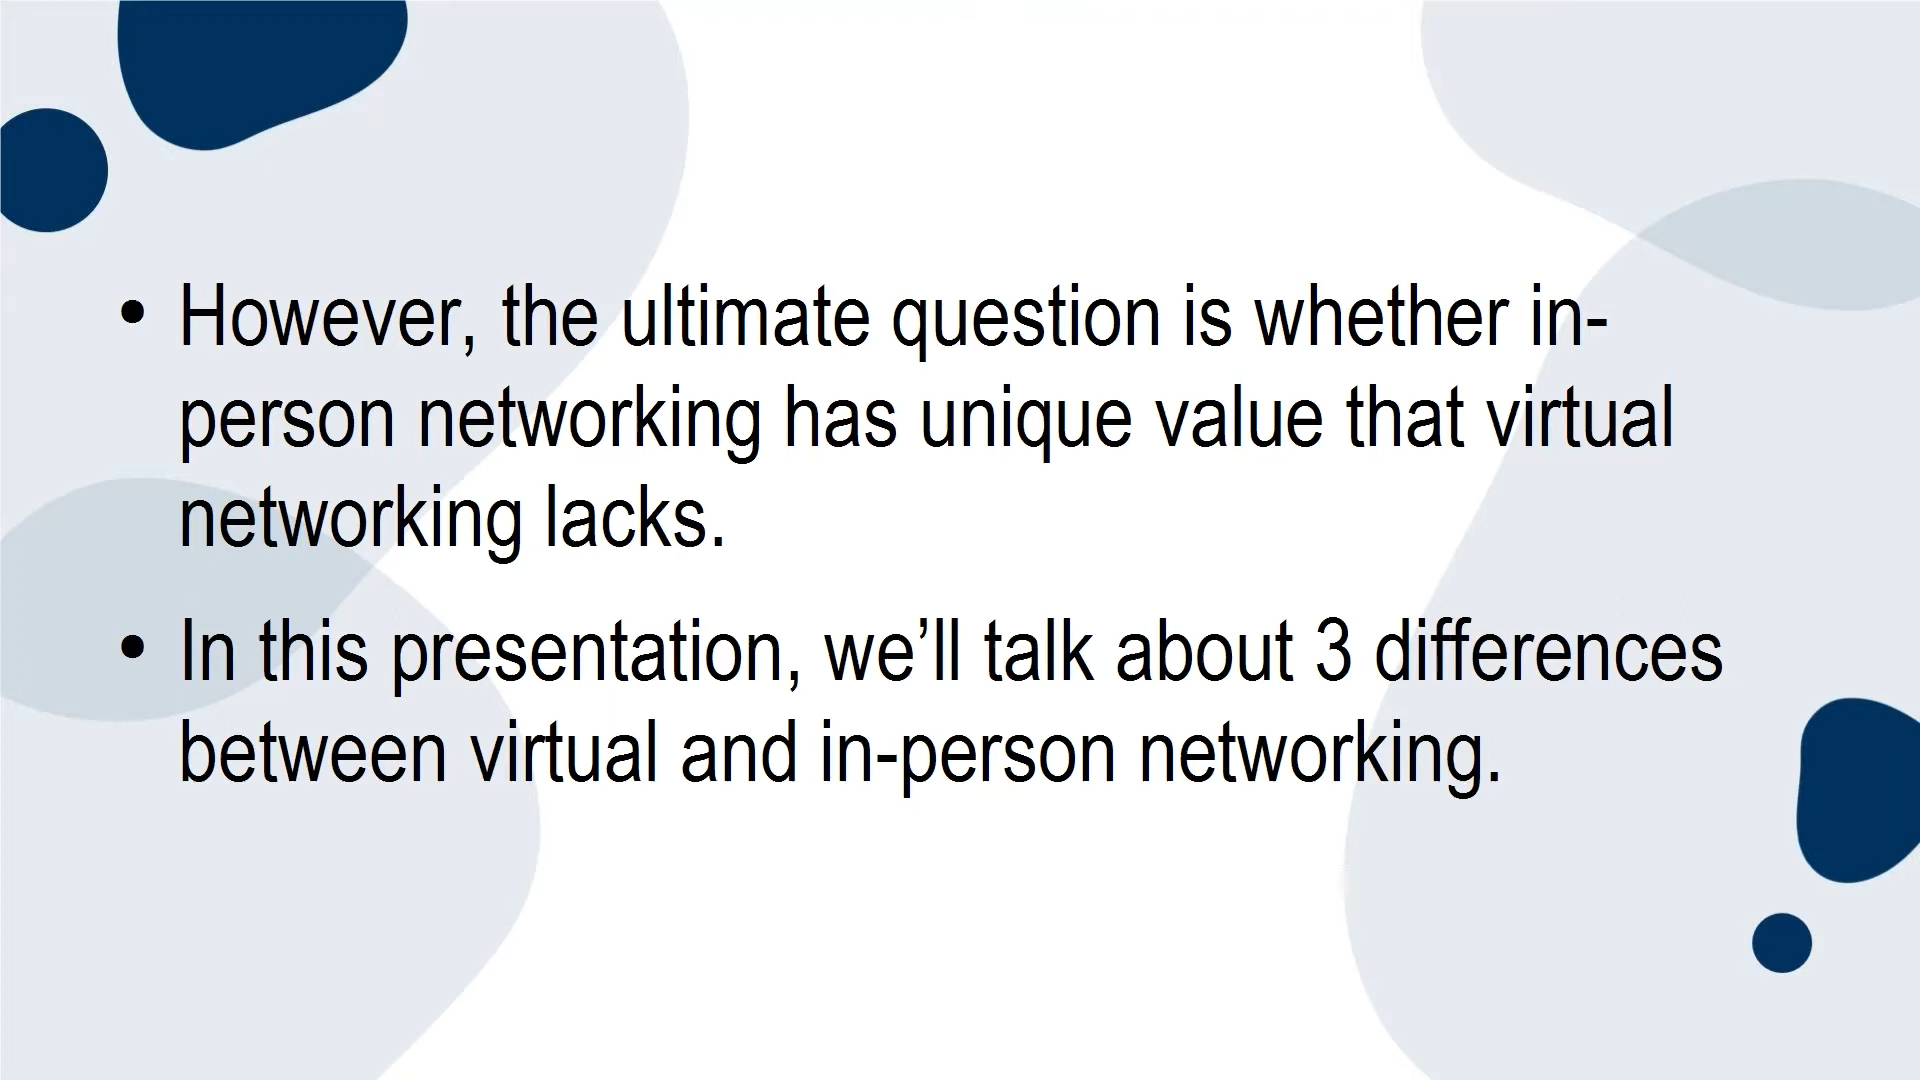 • However, the ultimate question is whether in-
person networking has unique value that virtual
networking lacks.
• In this presentation, we’ll talk about 3 differences
between virtual and in-person networking.